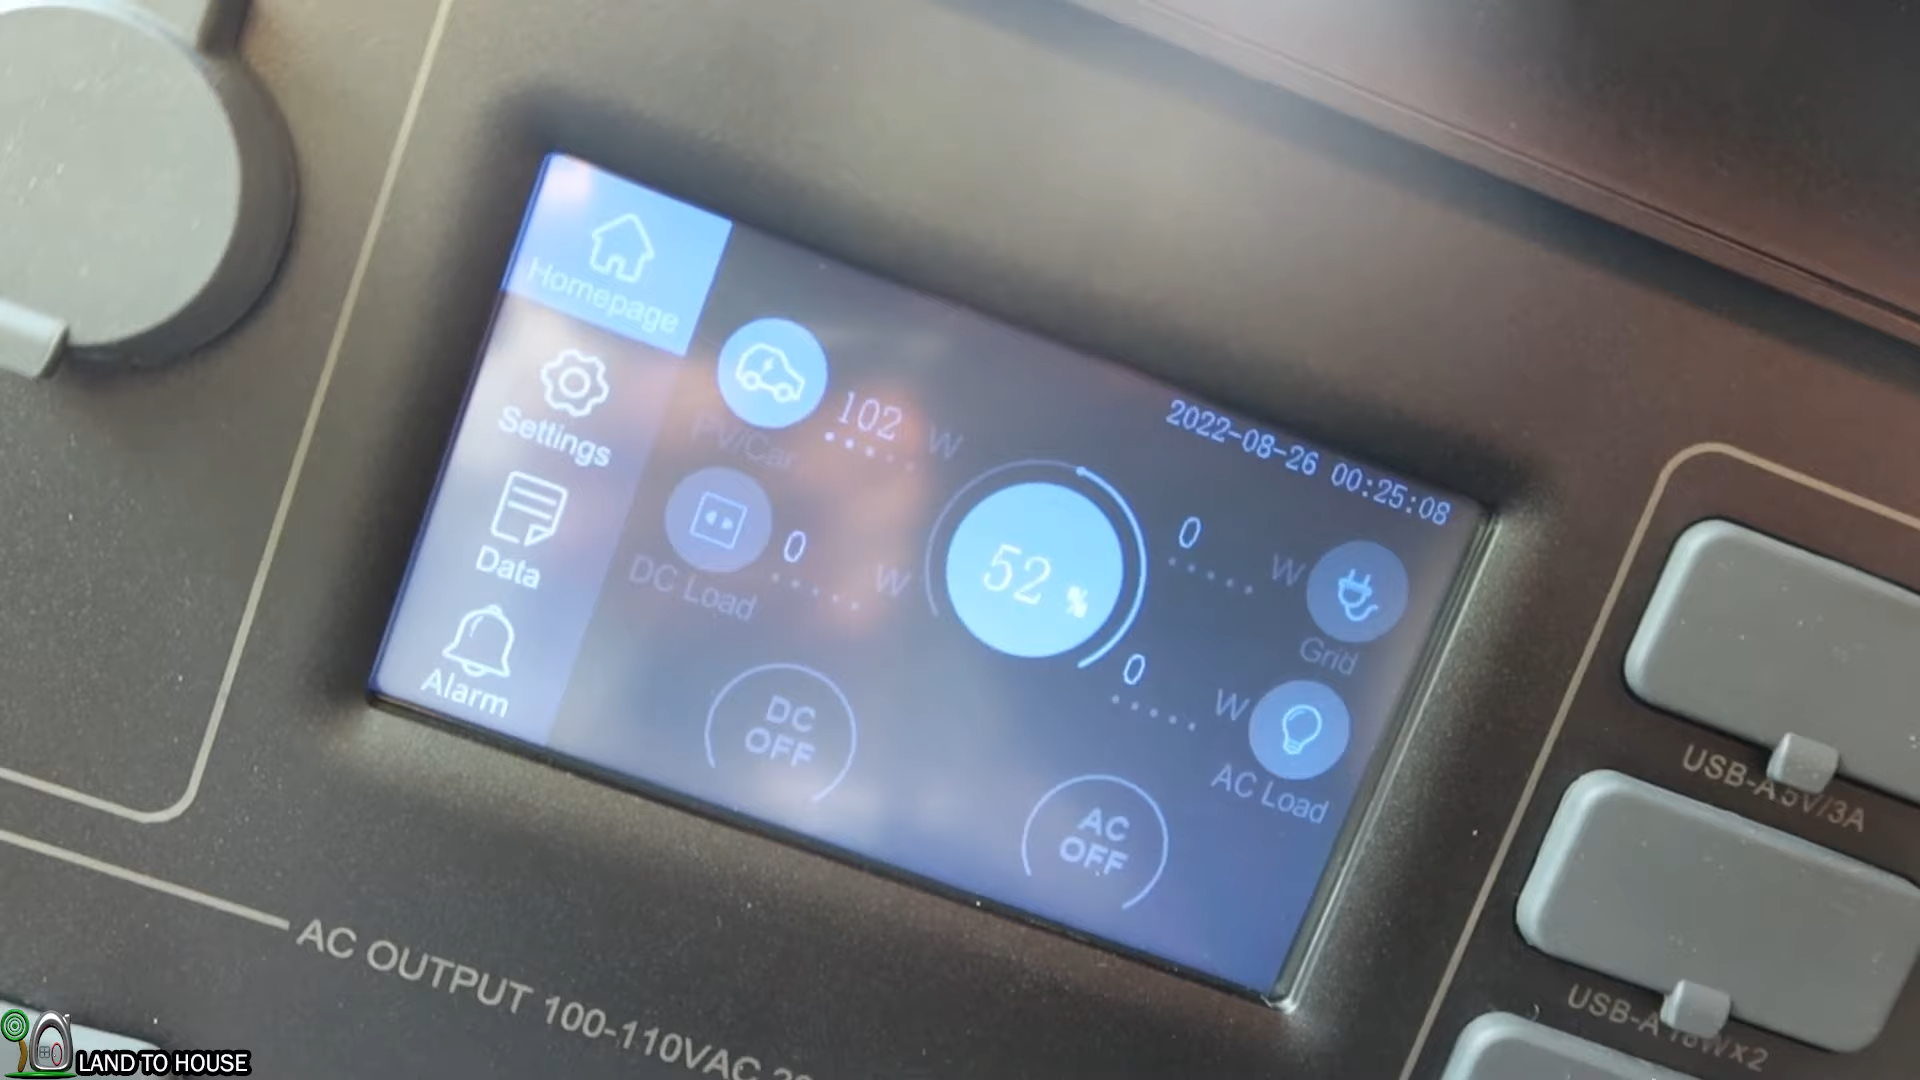 Homepage
Settings
Data
Alarm
2022-08-26 00:25:08
102 W
PV/Car
0 W
DC Load
52 %
0 W
Grid
0 W
AC Load
DC
OFF
AC
OFF
USB-A 5V/3A
USB-A 18Wx2
AC OUTPUT 100-110VAC
LAND TO HOUSE